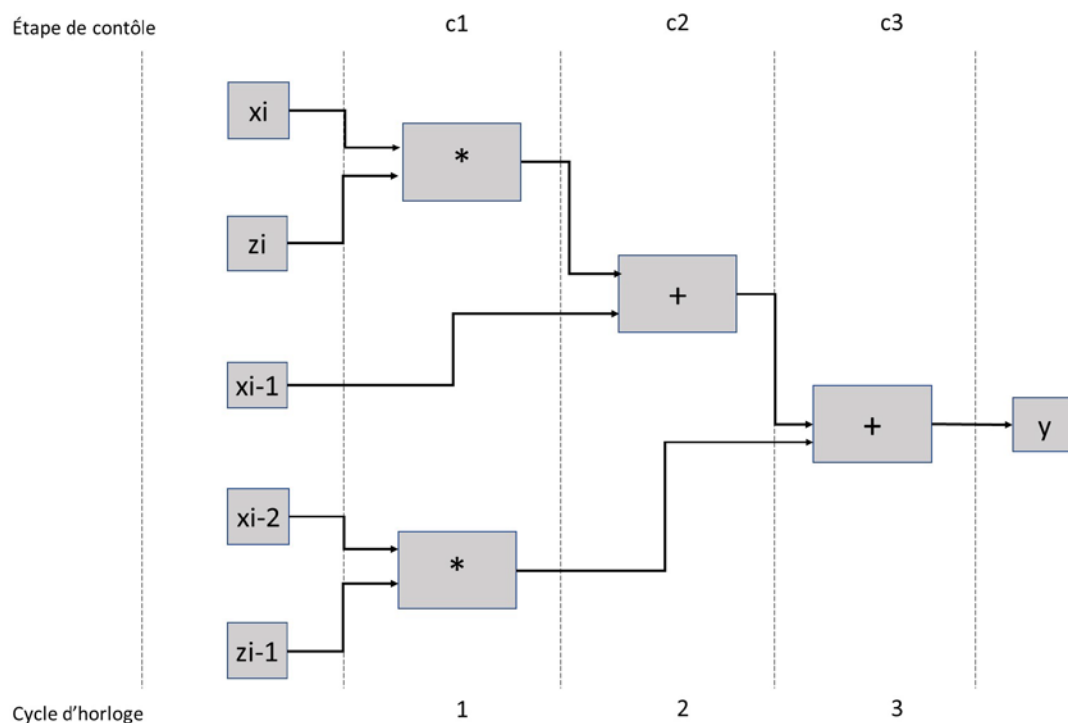 Étape de contôle c1 c2 c3
xi
*
zi
+
xi-1
+ y
xi-2
*
zi-1
Cycle d'horloge 1 2 3